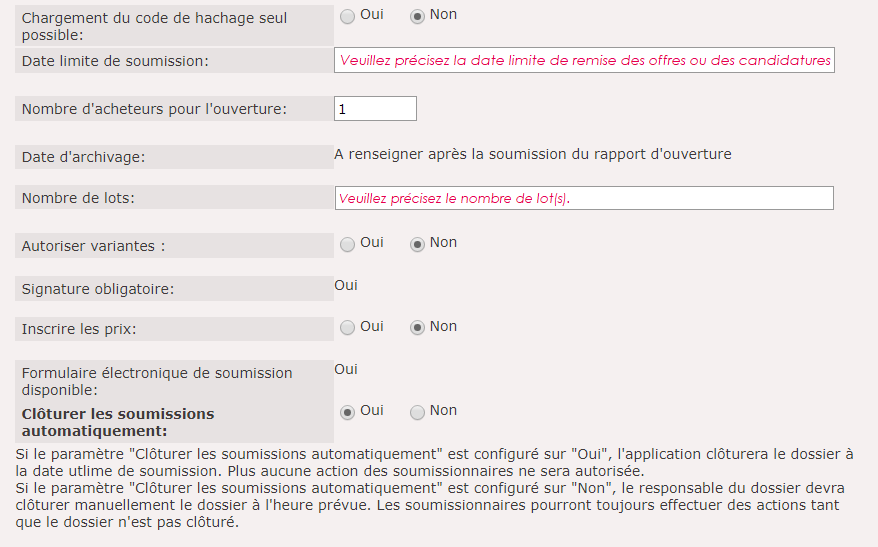 Chargement du code de hachage seul possible: Oui Non
Date limite de soumission: Veuillez précisez la date limite de remise des offres ou des candidatures
Nombre d'acheteurs pour l'ouverture: 1
Date d'archivage: A renseigner après la soumission du rapport d'ouverture
Nombre de lots: Veuillez précisez le nombre de lot(s).
Autoriser variantes : Oui Non
Signature obligatoire: Oui
Inscrire les prix: Oui Non
Formulaire électronique de soumission disponible: Oui
Clôturer les soumissions automatiquement: Oui Non
Si le paramètre "Clôturer les soumissions automatiquement" est configuré sur "Oui", l'application clôturera le dossier à
la date utlime de soumission. Plus aucune action des soumissionnaires ne sera autorisée.
Si le paramètre "Clôturer les soumissions automatiquement" est configuré sur "Non", le responsable du dossier devra
clôturer manuellement le dossier à l'heure prévue. Les soumissionnaires pourront toujours effectuer des actions tant
que le dossier n'est pas clôturé.